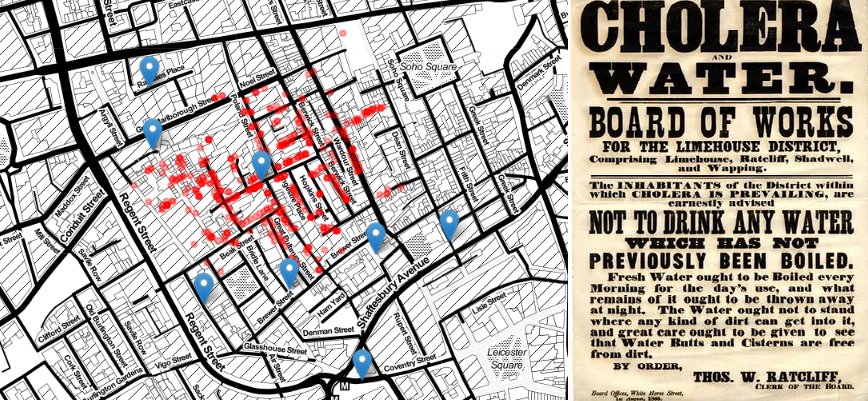 Eastcastle
Noel Street
Soho Square
Soho Square
Denmark Street
Marlborough Street
Poland Street
Argyll Street
Berwick Street
Wardour Street
Dean Street
Greek Street
Frith Street
Hopkins Street
Maddox Street
Conduit Street
Mill Street
Regent Street
Savile Row
Beak Street
Bridle Lane
Great Pulteney Street
Brewer Street
Brewer Street
Ham Yard
Shaftesbury Avenue
Denman Street
Rupert Street
Lisle Street
Clifford Street
Old Burlington Street
Savile Row
Cork Street
Burlington Gardens
Vigo Street
Regent Street
Glasshouse Street
Air Street
Coventry Street
Leicester
Square
CHOLERA
AND
WATER.
BOARD OF WORKS
FOR THE LIMEHOUSE DISTRICT,
Comprising Limehouse, Ratcliff, Shadwell,
and Wapping.
The INHABITANTS of the District within
which CHOLERA IS PREVAILING, are
earnestly advised
NOT TO DRINK ANY WATER
WHICH HAS NOT
PREVIOUSLY BEEN BOILED.
Fresh Water ought to be Boiled every
Morning for the day's use, and what
remains of it ought to be thrown away
at night. The Water ought not to stand
where any kind of dirt can get into it,
and great care ought to be given to see
that Water Butts and Cisterns are free
from dirt.
BY ORDER,
THOS. W. RATCLIFF,
CLERK OF THE BOARD.
Board Offices, White Horse Street,
1st August, 1866.